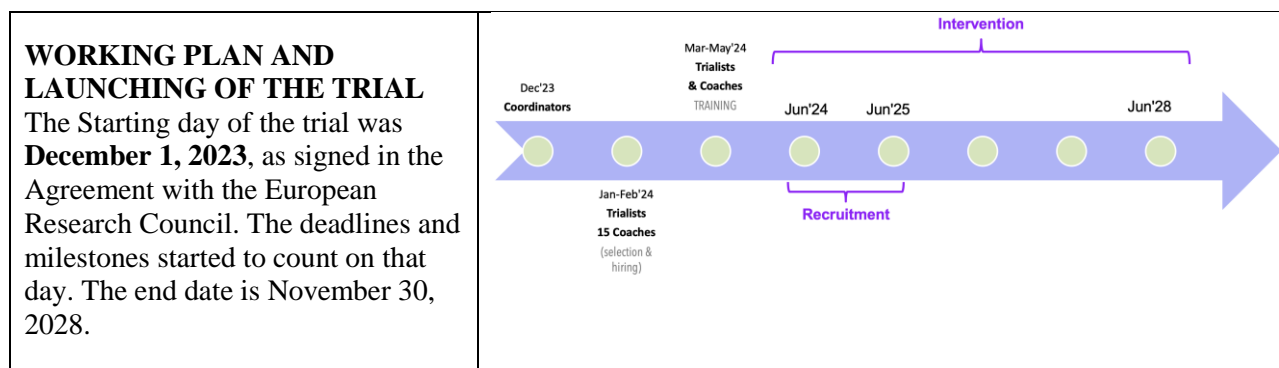 WORKING PLAN AND
LAUNCHING OF THE TRIAL
The Starting day of the trial was
December 1, 2023, as signed in the
Agreement with the European
Research Council. The deadlines and
milestones started to count on that
day. The end date is November 30,
2028.
Intervention
Mar-May'24
Trialists
& Coaches
TRAINING
Dec'23
Coordinators
Jun'24
Jun'25
Jun'28
Jan-Feb'24
Trialists
15 Coaches
(selection &
hiring)
Recruitment